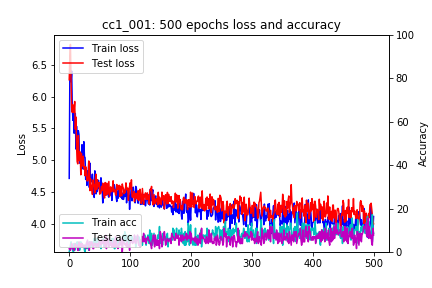 cc1_001: 500 epochs loss and accuracy
Train loss
Test loss
Train acc
Test acc
Loss
6.5
6.0
5.5
5.0
4.5
4.0
Accuracy
100
80
60
40
20
0
0
100
200
300
400
500